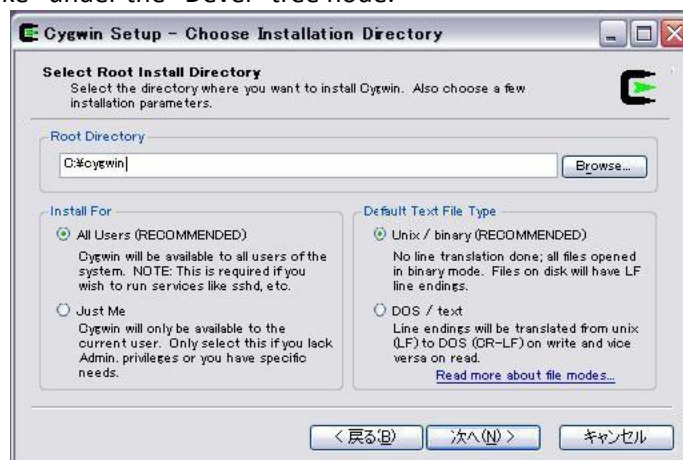 ke under the Devel tree node.
Cygwin Setup - Choose Installation Directory
Select Root Install Directory
Select the directory where you want to install Cygwin. Also choose a few
installation parameters.
Root Directory
C:¥cygwin
Browse...
Install For
All Users (RECOMMENDED)
Cygwin will be available to all users of the
system. NOTE: This is required if you
wish to run services like sshd, etc.
Just Me
Cygwin will only be available to the
current user. Only select this if you lack
Admin. privileges or you have specific
needs.
Default Text File Type
Unix / binary (RECOMMENDED)
No line translation done; all files opened
in binary mode. Files on disk will have LF
line endings.
DOS / text
Line endings will be translated from unix
(LF) to DOS (CR-LF) on write and vice
versa on read.
Read more about file modes...
< 戻る(B)
次へ(N) >
キャンセル